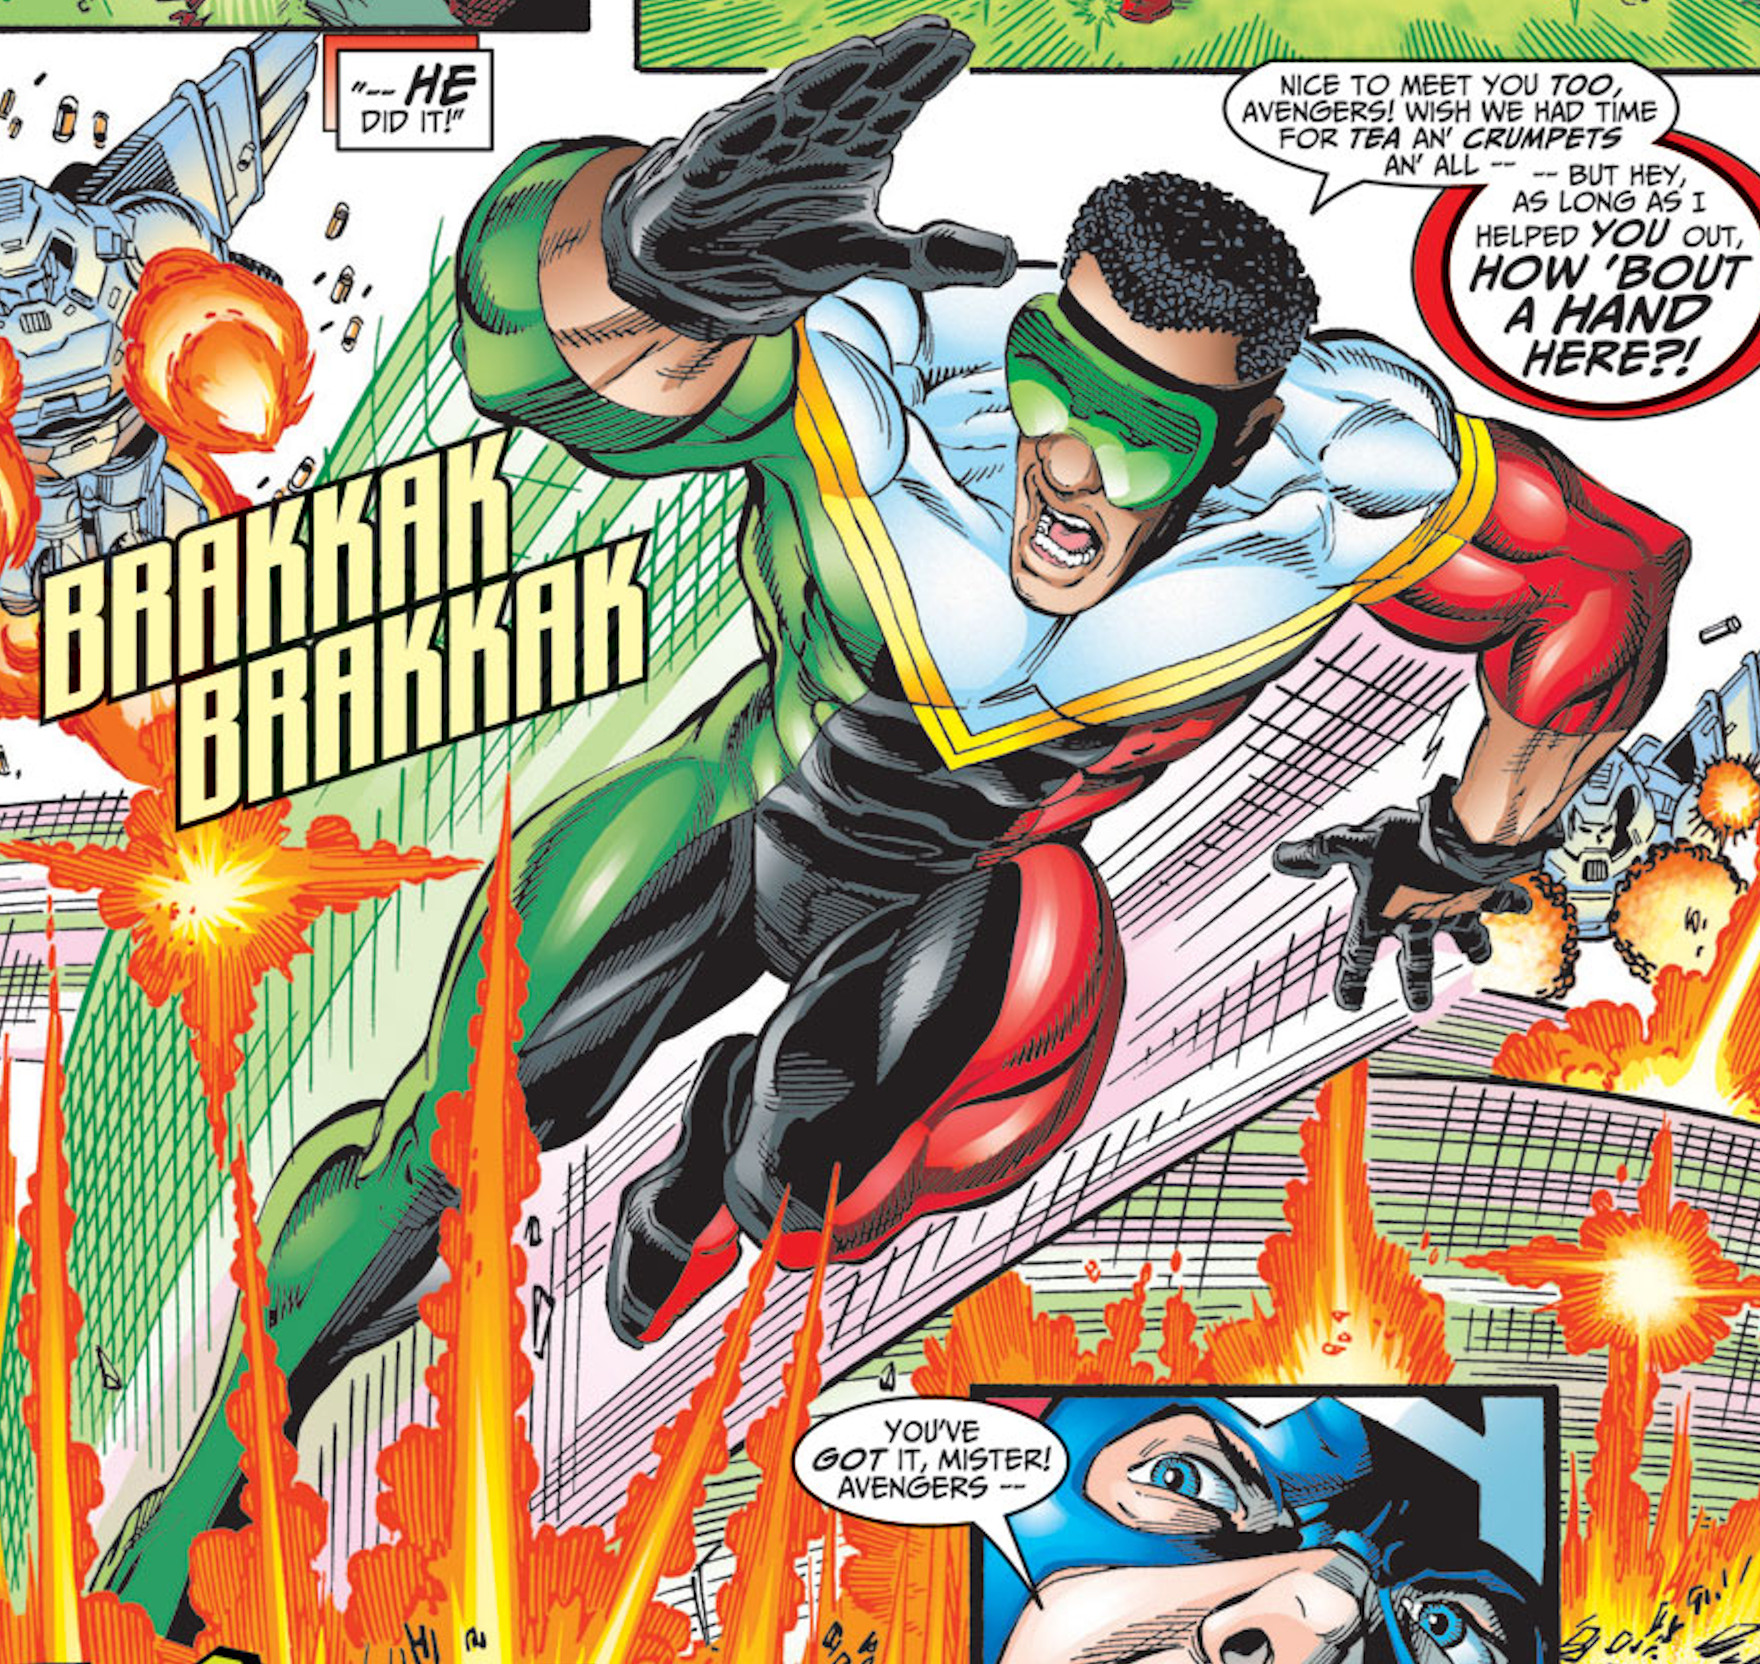 "-- HE
DID IT!"
NICE TO MEET YOU TOO,
AVENGERS! WISH WE HAD TIME
FOR TEA AN' CRUMPETS
AN' ALL --
-- BUT HEY,
AS LONG AS I
HELPED YOU OUT,
HOW 'BOUT
A HAND
HERE?!
BRAKKAK
BRAKKAK
YOU'VE
GOT IT, MISTER!
AVENGERS --